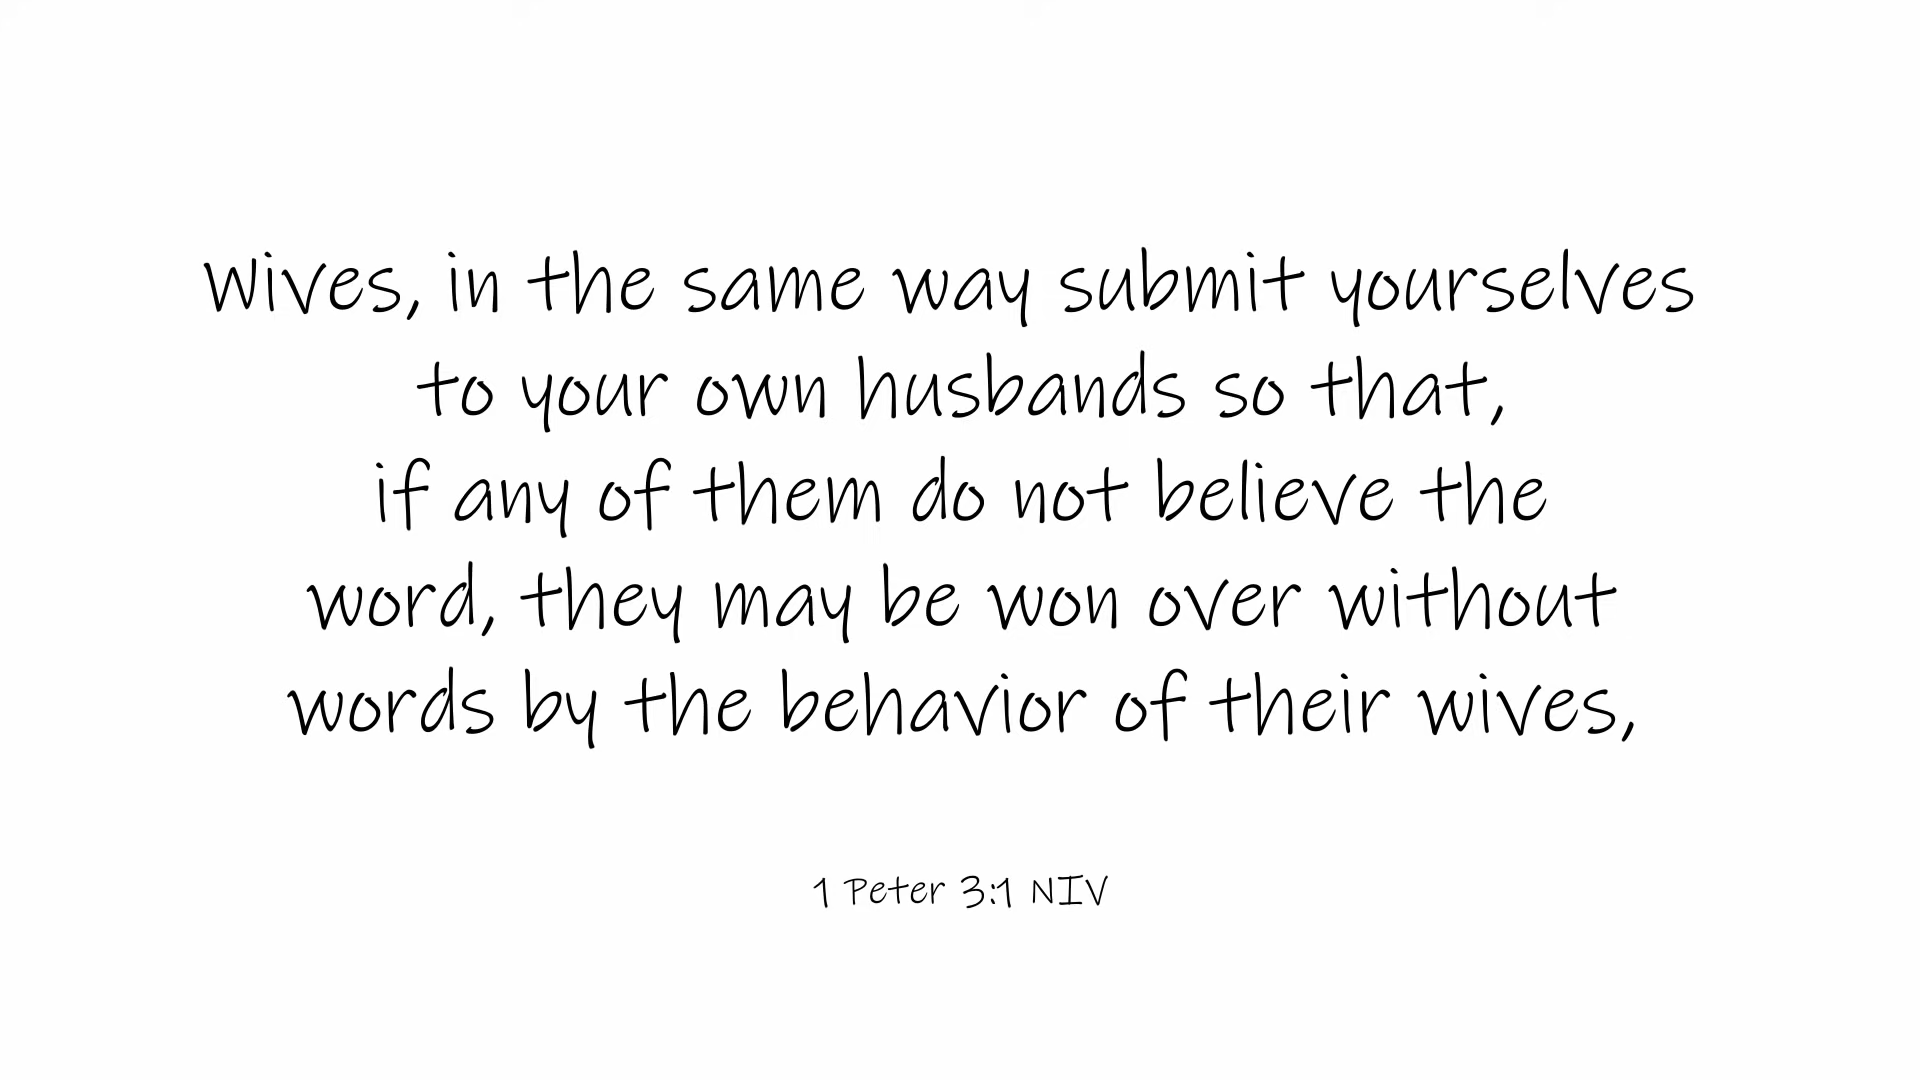 Wives, in the same way submit yourselves
to your own husbands so that,
if any of them do not believe the
word, they may be won over without
words by the behavior of their wives,
1 Peter 3:1 NIV